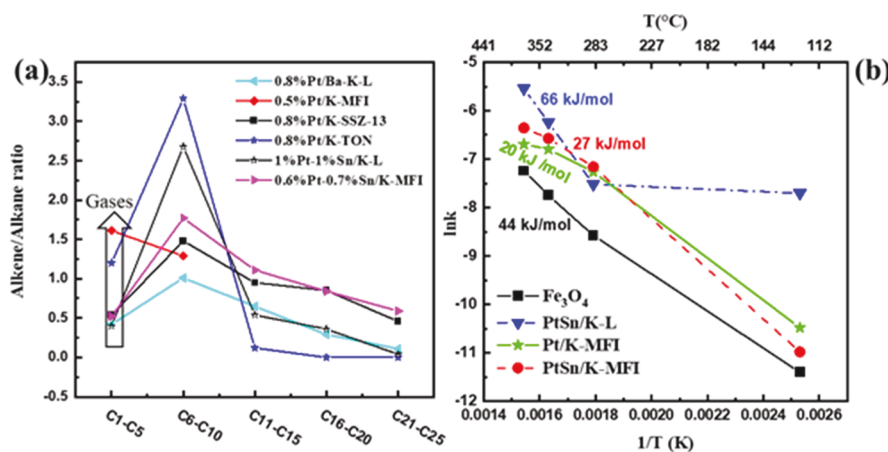 (a)
Alkene/Alkane ratio
3.5
3.0
2.5
2.0
1.5
1.0
0.5
0.0
-0.5
0.8%Pt/Ba-K-L
0.5%Pt/K-MFI
0.8%Pt/K-SSZ-13
0.8%Pt/K-TON
1%Pt-1%Sn/K-L
0.6%Pt-0.7%Sn/K-MFI
Gases
C1-C5
C6-C10
C11-C15
C16-C20
C21-C25
T(°C)
441 352 283 227 182 144 112
(b)
lnk
-5
-6
-7
-8
-9
-10
-11
-12
66 kJ/mol
27 kJ/mol
20 kJ /mol
44 kJ/mol
Fe₃O₄
PtSn/K-L
Pt/K-MFI
PtSn/K-MFI
0.0014 0.0016 0.0018 0.0020 0.0022 0.0024 0.0026
1/T (K)